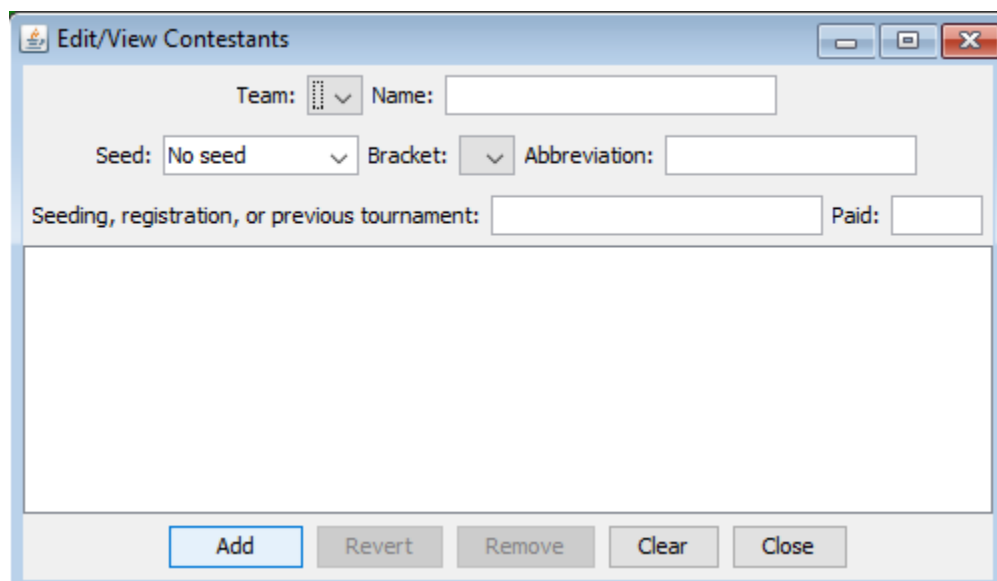 Edit/View Contestants
Team: Name:
Seed: No seed Bracket: Abbreviation:
Seeding, registration, or previous tournament: Paid:
Add Revert Remove Clear Close